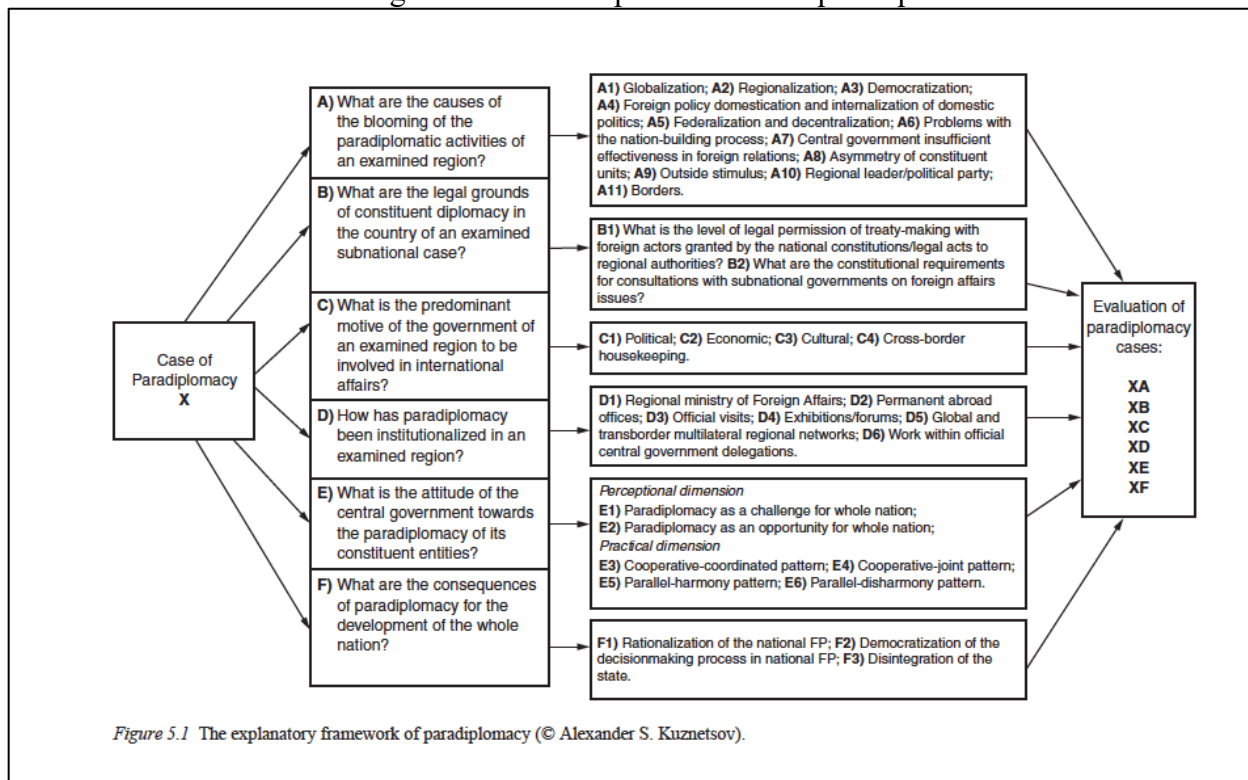 Case of
Paradiplomacy
X
A) What are the causes of
the blooming of the
paradiplomatic activities of
an examined region?
B) What are the legal grounds
of constituent diplomacy in
the country of an examined
subnational case?
C) What is the predominant
motive of the government of
an examined region to be
involved in international
affairs?
D) How has paradiplomacy
been institutionalized in an
examined region?
E) What is the attitude of the
central government towards
the paradiplomacy of its
constituent entities?
F) What are the consequences
of paradiplomacy for the
development of the whole
nation?
A1) Globalization; A2) Regionalization; A3) Democratization;
A4) Foreign policy domestication and internalization of domestic
politics; A5) Federalization and decentralization; A6) Problems with
the nation-building process; A7) Central government insufficient
effectiveness in foreign relations; A8) Asymmetry of constituent
units; A9) Outside stimulus; A10) Regional leader/political party;
A11) Borders.
B1) What is the level of legal permission of treaty-making with
foreign actors granted by the national constitutions/legal acts to
regional authorities? B2) What are the constitutional requirements
for consultations with subnational governments on foreign affairs
issues?
C1) Political; C2) Economic; C3) Cultural; C4) Cross-border
housekeeping.
D1) Regional ministry of Foreign Affairs; D2) Permanent abroad
offices; D3) Official visits; D4) Exhibitions/forums; D5) Global and
transborder multilateral regional networks; D6) Work within official
central government delegations.
Perceptional dimension
E1) Paradiplomacy as a challenge for whole nation;
E2) Paradiplomacy as an opportunity for whole nation;
Practical dimension
E3) Cooperative-coordinated pattern; E4) Cooperative-joint pattern;
E5) Parallel-harmony pattern; E6) Parallel-disharmony pattern.
F1) Rationalization of the national FP; F2) Democratization of the
decisionmaking process in national FP; F3) Disintegration of the
state.
Evaluation of
paradiplomacy
cases:
XA
XB
XC
XD
XE
XF
Figure 5.1 The explanatory framework of paradiplomacy (© Alexander S. Kuznetsov).